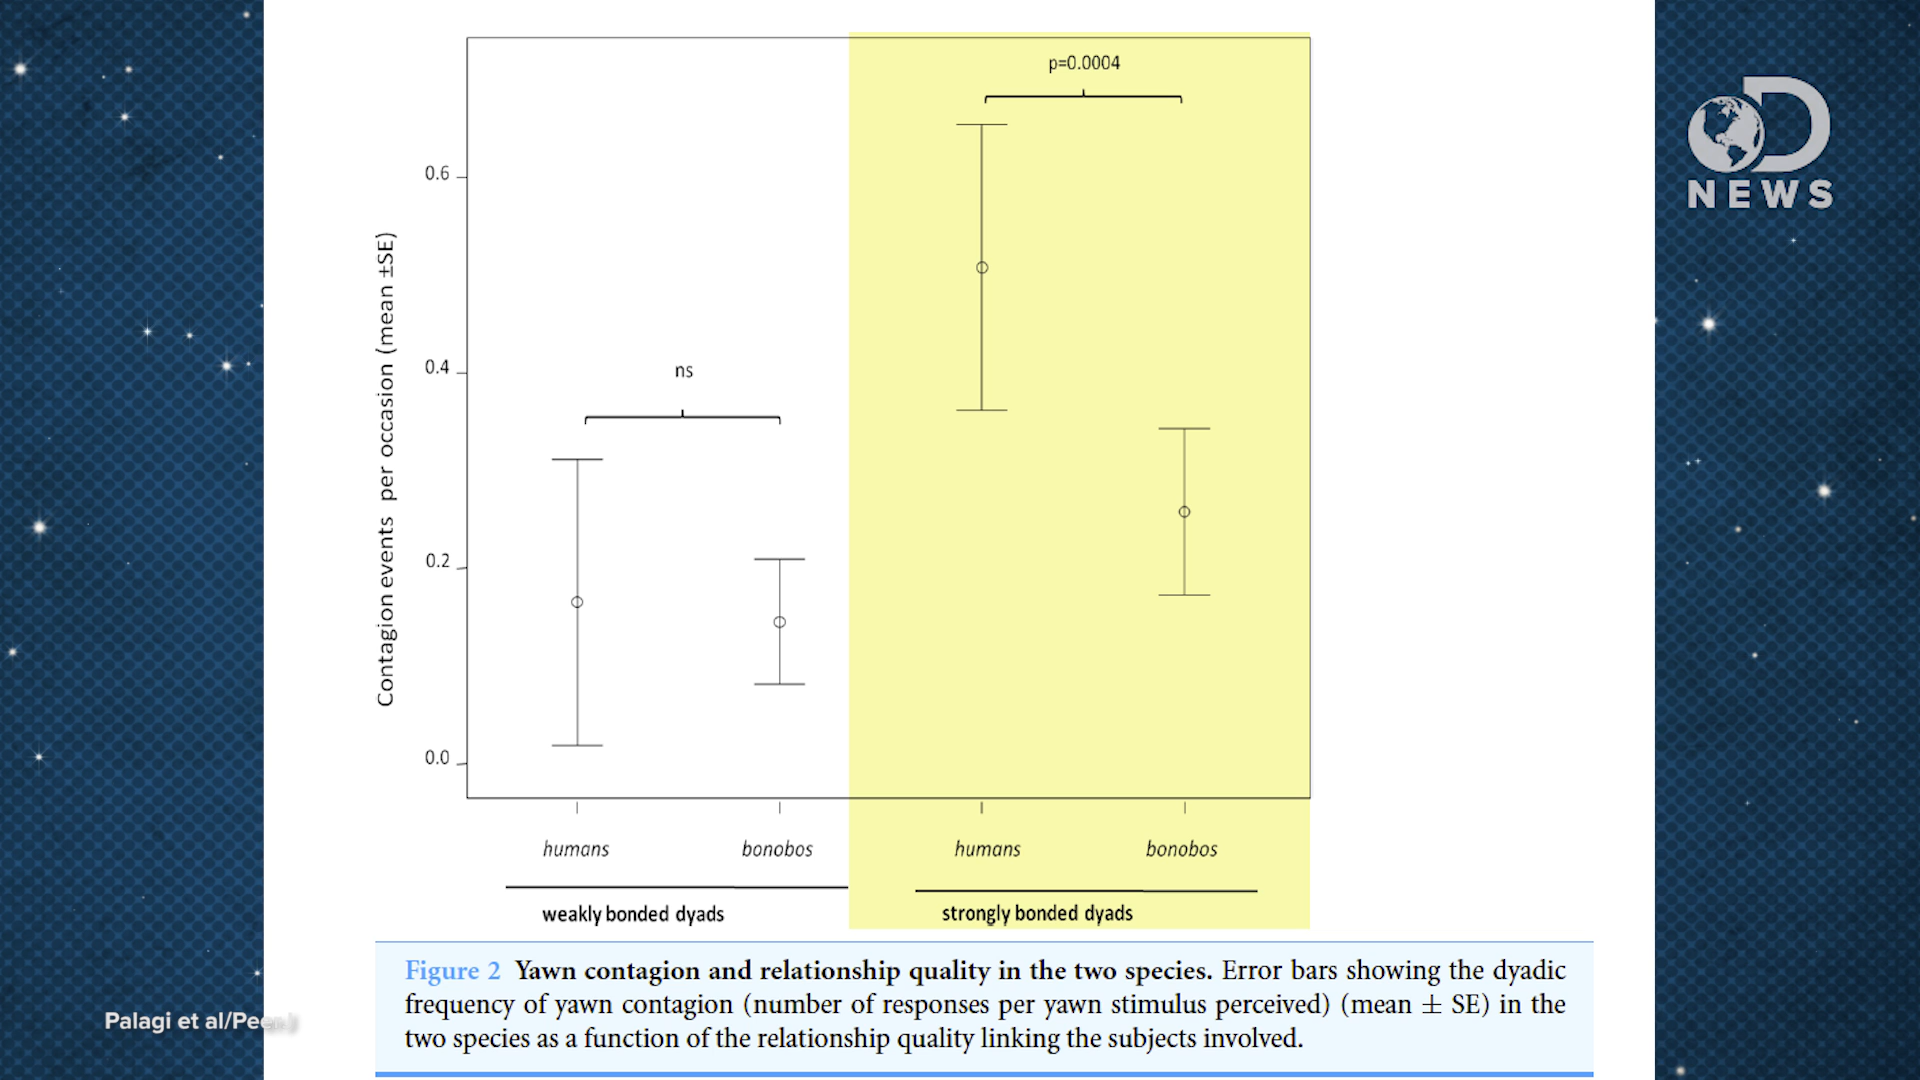 p=0.0004
D
NEWS
0.6
0.4
0.2
0.0
Contagion events per occasion (mean ±SE)
ns
humans
bonobos
humans
bonobos
weakly bonded dyads
strongly bonded dyads
Figure 2 Yawn contagion and relationship quality in the two species. Error bars showing the dyadic
frequency of yawn contagion (number of responses per yawn stimulus perceived) (mean ± SE) in the
two species as a function of the relationship quality linking the subjects involved.
Palagi et al/PeerJ